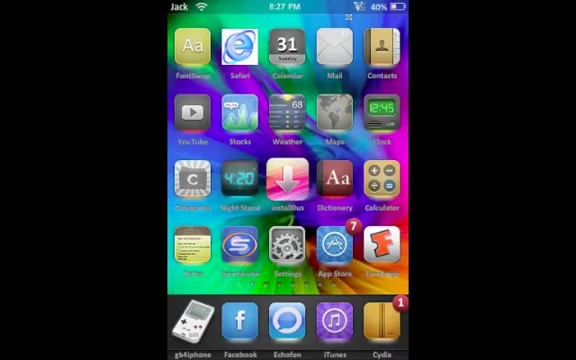 Jack 8:27 PM 40%
Aa 31 Sunday
FontSwap Safari Calendar Mail Contacts
68 12:45
YouTube Stocks Weather Maps Clock
C 4:20 Aa
Night Stand Installous Dictionary Calculator
S 7
Notes Settings App Store
1
gb4iphone Facebook Echofon iTunes Cydia